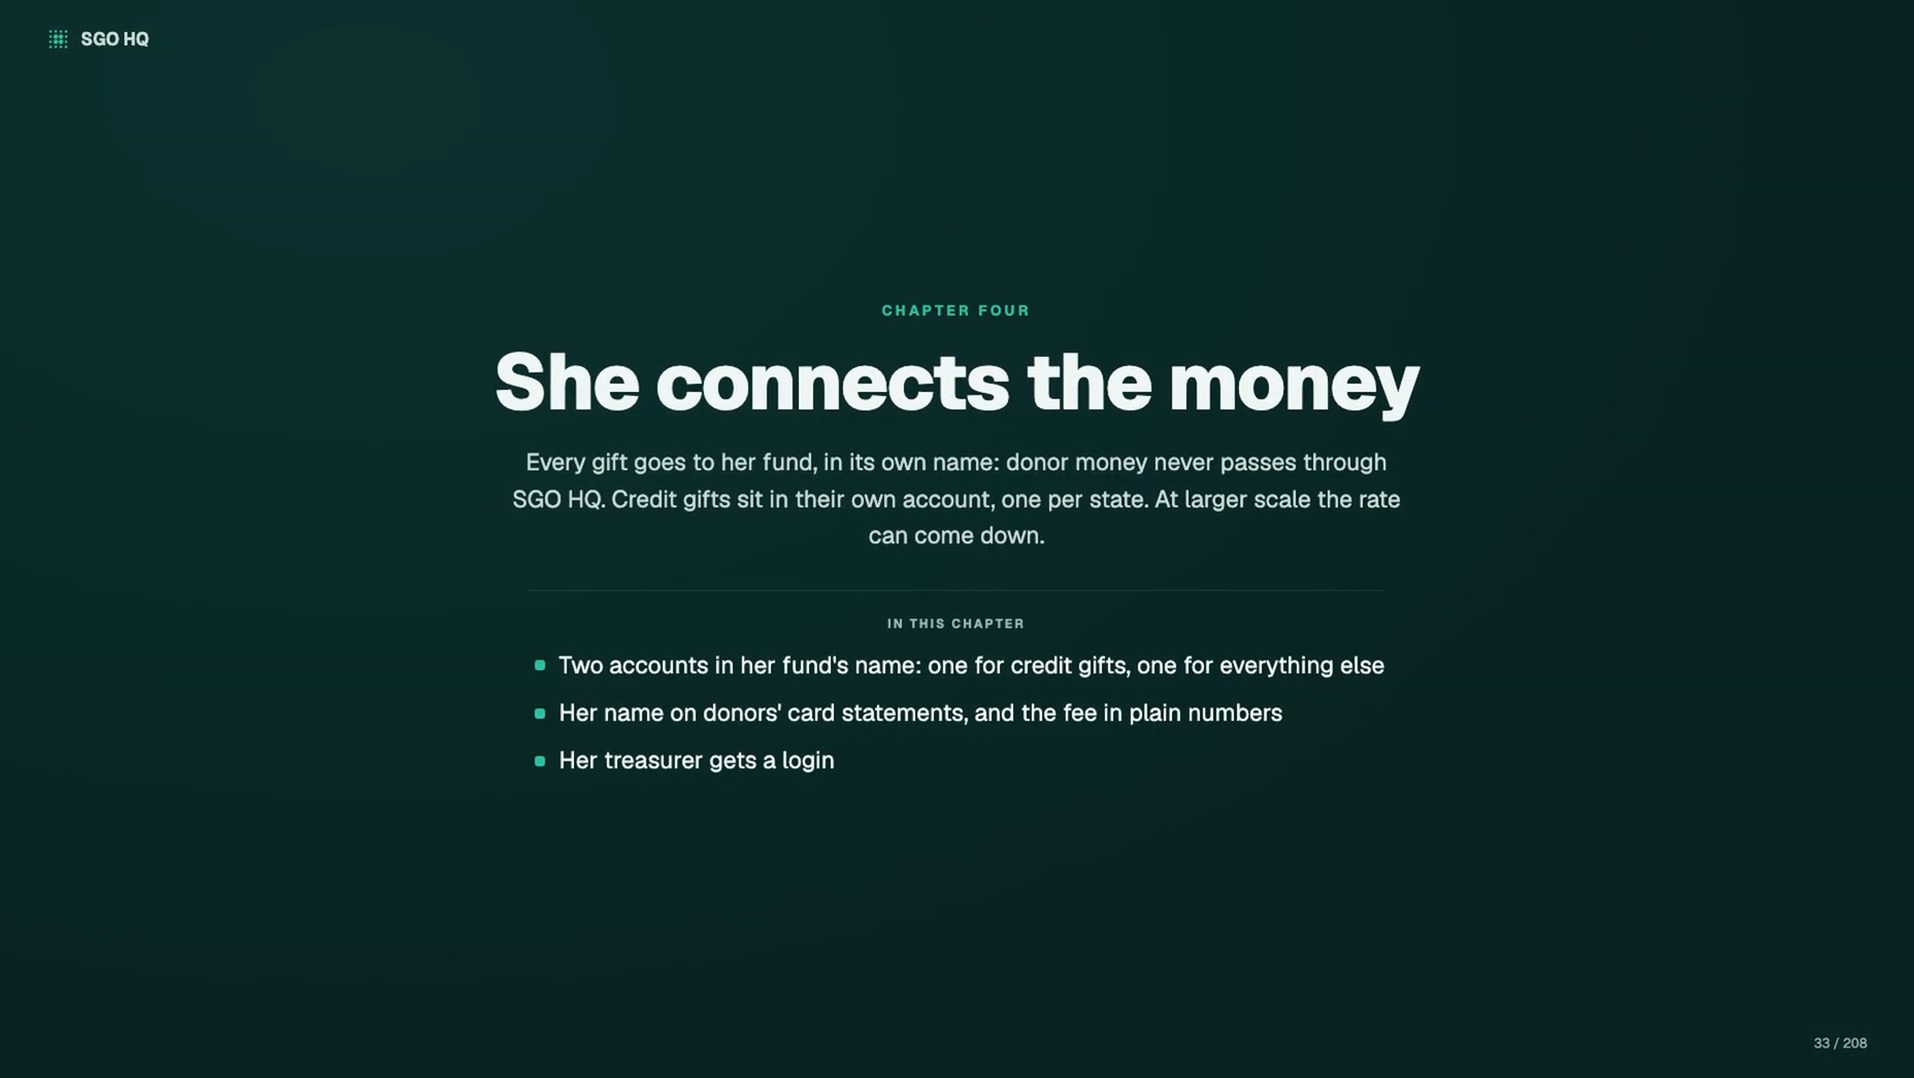 SGO HQ
CHAPTER FOUR
She connects the money
Every gift goes to her fund, in its own name: donor money never passes through
SGO HQ. Credit gifts sit in their own account, one per state. At larger scale the rate
can come down.
IN THIS CHAPTER
Two accounts in her fund's name: one for credit gifts, one for everything else
Her name on donors' card statements, and the fee in plain numbers
Her treasurer gets a login
33 / 208